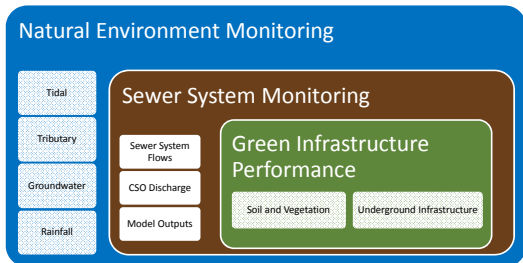 Natural Environment Monitoring
Tidal
Tributary
Groundwater
Rainfall
Sewer System Monitoring
Sewer System
Flows
CSO Discharge
Model Outputs
Green Infrastructure
Performance
Soil and Vegetation
Underground Infrastructure